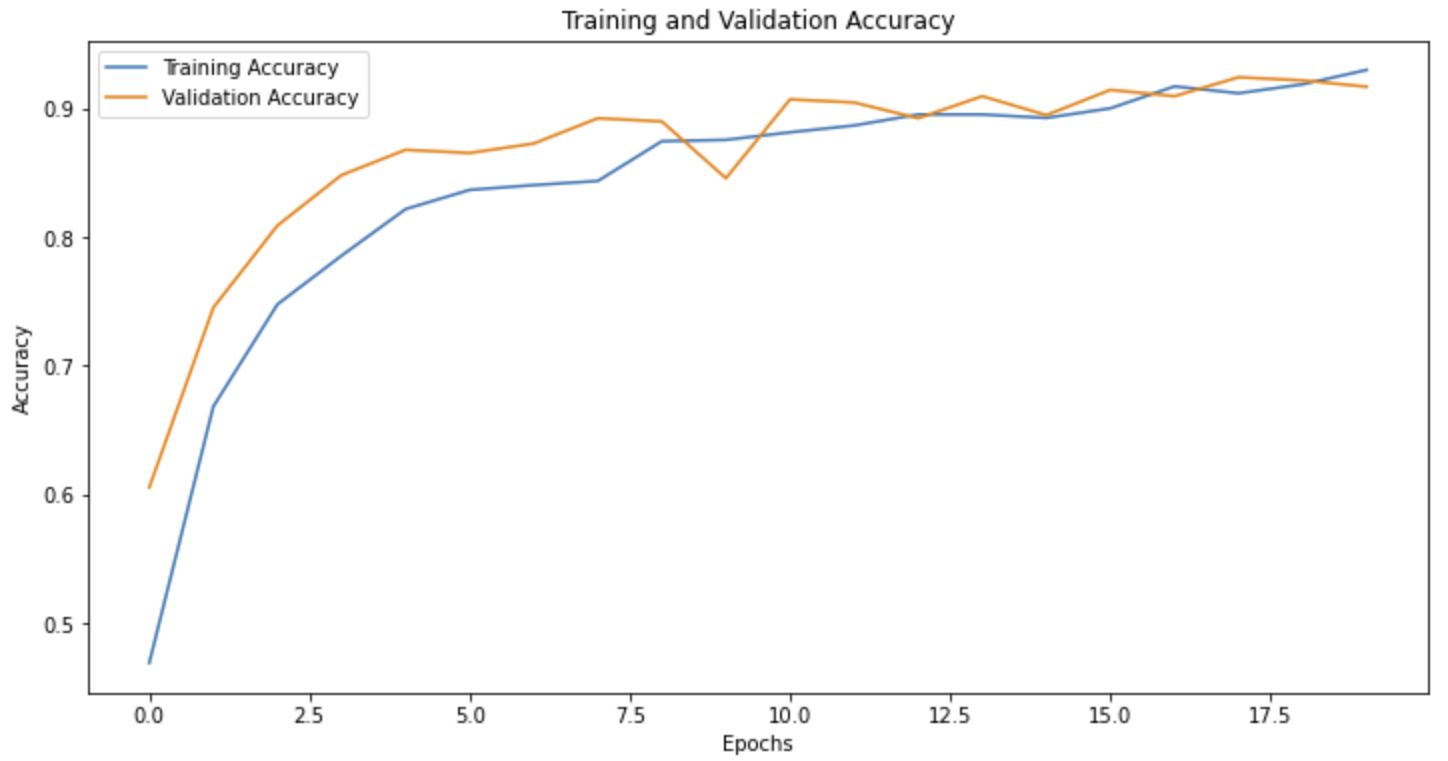 Training and Validation Accuracy
Training Accuracy
Validation Accuracy
0.9
0.8
0.7
0.6
0.5
Accuracy
0.0 2.5 5.0 7.5 10.0 12.5 15.0 17.5
Epochs